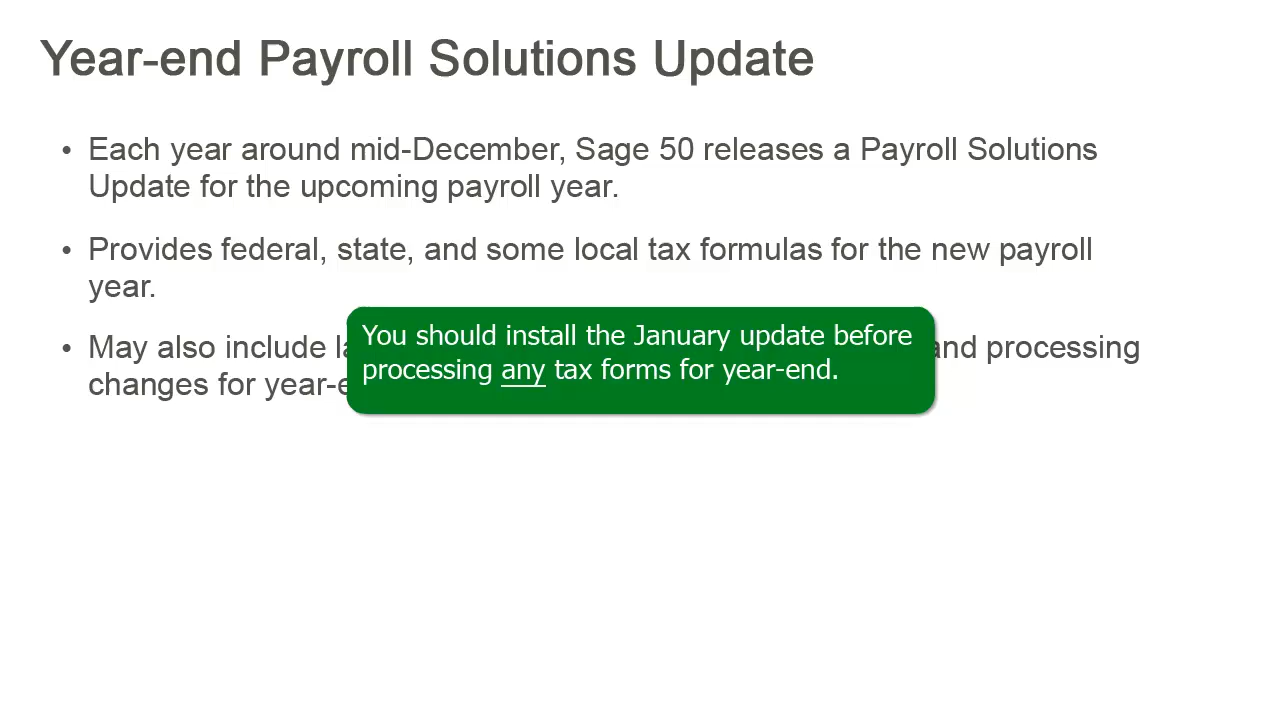 Year-end Payroll Solutions Update
• Each year around mid-December, Sage 50 releases a Payroll Solutions
Update for the upcoming payroll year.
• Provides federal, state, and some local tax formulas for the new payroll
year.
• May also include and processing
changes for
You should install the January update before
processing any tax forms for year-end.